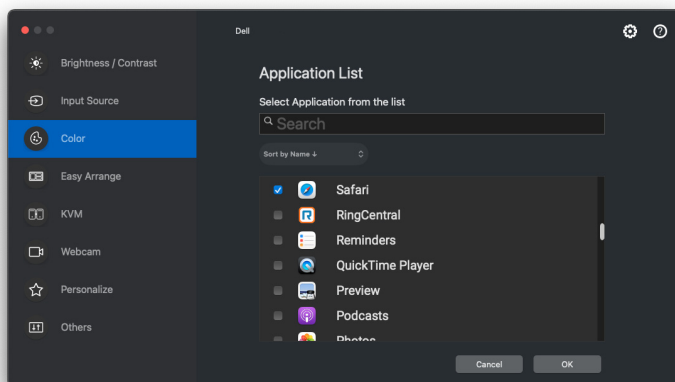 Dell
Brightness / Contrast
Input Source
Color
Easy Arrange
KVM
Webcam
Personalize
Others
Application List
Select Application from the list
Search
Sort by Name ↓
Safari
RingCentral
Reminders
QuickTime Player
Preview
Podcasts
Photos
Cancel
OK